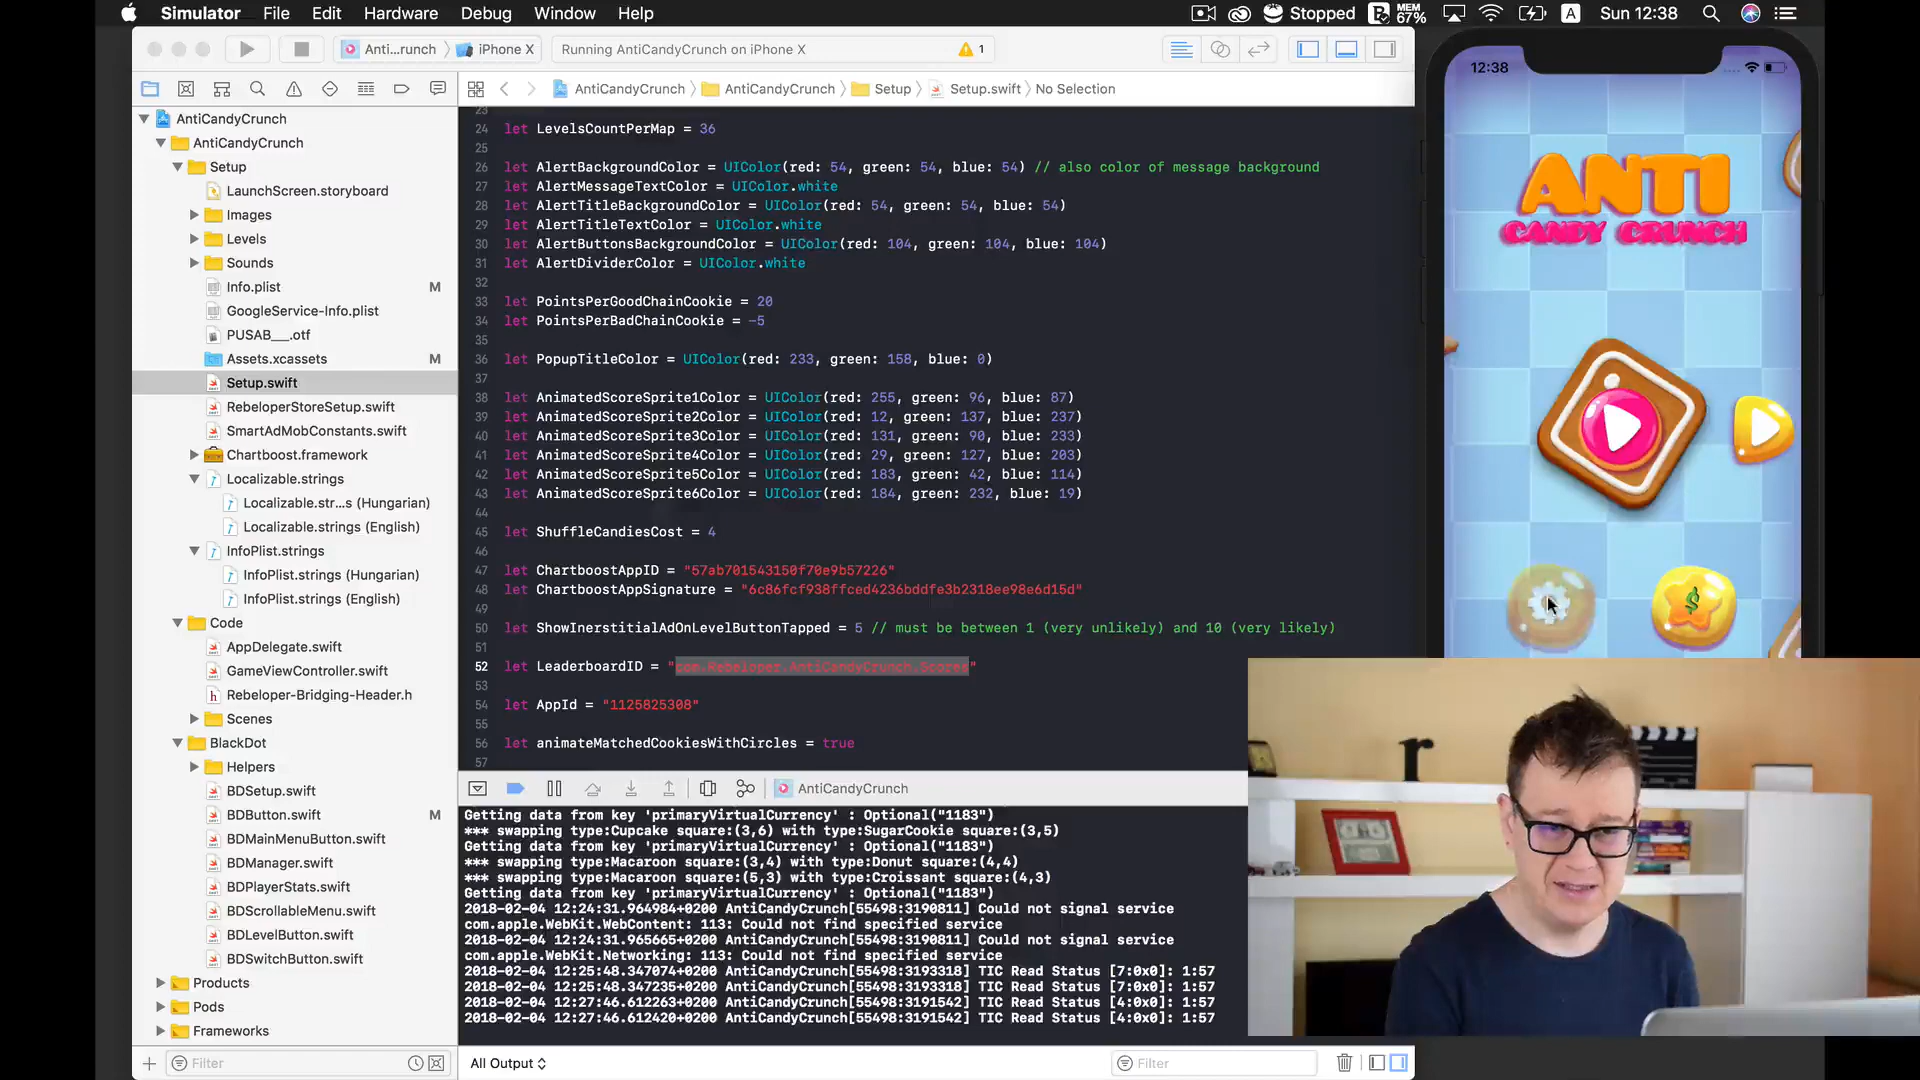 Simulator File Edit Hardware Debug Window Help Stopped MEM 67% A Sun 12:38
Anti...runch iPhone X Running AntiCandyCrunch on iPhone X 1
AntiCandyCrunch AntiCandyCrunch Setup Setup.swift No Selection
AntiCandyCrunch
AntiCandyCrunch
Setup
LaunchScreen.storyboard
Images
Levels
Sounds
Info.plist M
GoogleService-Info.plist
PUSAB___.otf
Assets.xcassets M
Setup.swift
RebeloperStoreSetup.swift
SmartAdMobConstants.swift
Chartboost.framework
Localizable.strings
Localizable.str...s (Hungarian)
Localizable.strings (English)
InfoPlist.strings
InfoPlist.strings (Hungarian)
InfoPlist.strings (English)
Code
AppDelegate.swift
GameViewController.swift
Rebeloper-Bridging-Header.h
Scenes
BlackDot
Helpers
BDSetup.swift
BDButton.swift M
BDMainMenuButton.swift
BDManager.swift
BDPlayerStats.swift
BDScrollableMenu.swift
BDLevelButton.swift
BDSwitchButton.swift
Products
Pods
Frameworks
Filter
23
24 let LevelsCountPerMap = 36
25
26 let AlertBackgroundColor = UIColor(red: 54, green: 54, blue: 54) // also color of message background
27 let AlertMessageTextColor = UIColor.white
28 let AlertTitleBackgroundColor = UIColor(red: 54, green: 54, blue: 54)
29 let AlertTitleTextColor = UIColor.white
30 let AlertButtonsBackgroundColor = UIColor(red: 104, green: 104, blue: 104)
31 let AlertDividerColor = UIColor.white
32
33 let PointsPerGoodChainCookie = 20
34 let PointsPerBadChainCookie = -5
35
36 let PopupTitleColor = UIColor(red: 233, green: 158, blue: 0)
37
38 let AnimatedScoreSprite1Color = UIColor(red: 255, green: 96, blue: 87)
39 let AnimatedScoreSprite2Color = UIColor(red: 12, green: 137, blue: 237)
40 let AnimatedScoreSprite3Color = UIColor(red: 131, green: 90, blue: 233)
41 let AnimatedScoreSprite4Color = UIColor(red: 29, green: 127, blue: 203)
42 let AnimatedScoreSprite5Color = UIColor(red: 183, green: 42, blue: 114)
43 let AnimatedScoreSprite6Color = UIColor(red: 184, green: 232, blue: 19)
44
45 let ShuffleCandiesCost = 4
46
47 let ChartboostAppID = "57ab701543150f70e9b57226"
48 let ChartboostAppSignature = "6c86fcf938ffced4236bddfe3b2318ee98e6d15d"
49
50 let ShowInerstitialAdOnLevelButtonTapped = 5 // must be between 1 (very unlikely) and 10 (very likely)
51
52 let LeaderboardID = "com.Rebeloper.AntiCandyCrunch.Scores"
53
54 let AppId = "1125825308"
55
56 let animateMatchedCookiesWithCircles = true
57
AntiCandyCrunch
Getting data from key 'primaryVirtualCurrency' : Optional("1183")
*** swapping type:Cupcake square:(3,6) with type:SugarCookie square:(3,5)
Getting data from key 'primaryVirtualCurrency' : Optional("1183")
*** swapping type:Macaroon square:(3,4) with type:Donut square:(4,4)
*** swapping type:Macaroon square:(5,3) with type:Croissant square:(4,3)
Getting data from key 'primaryVirtualCurrency' : Optional("1183")
2018-02-04 12:24:31.964984+0200 AntiCandyCrunch[55498:3190811] Could not signal service
com.apple.WebKit.WebContent: 113: Could not find specified service
2018-02-04 12:24:31.965665+0200 AntiCandyCrunch[55498:3190811] Could not signal service
com.apple.WebKit.Networking: 113: Could not find specified service
2018-02-04 12:25:48.347074+0200 AntiCandyCrunch[55498:3193318] TIC Read Status [7:0x0]: 1:57
2018-02-04 12:25:48.347235+0200 AntiCandyCrunch[55498:3193318] TIC Read Status [7:0x0]: 1:57
2018-02-04 12:27:46.612263+0200 AntiCandyCrunch[55498:3191542] TIC Read Status [4:0x0]: 1:57
2018-02-04 12:27:46.612420+0200 AntiCandyCrunch[55498:3191542] TIC Read Status [4:0x0]: 1:57
All Output Filter
12:38
ANTI
CANDY CRUNCH
$